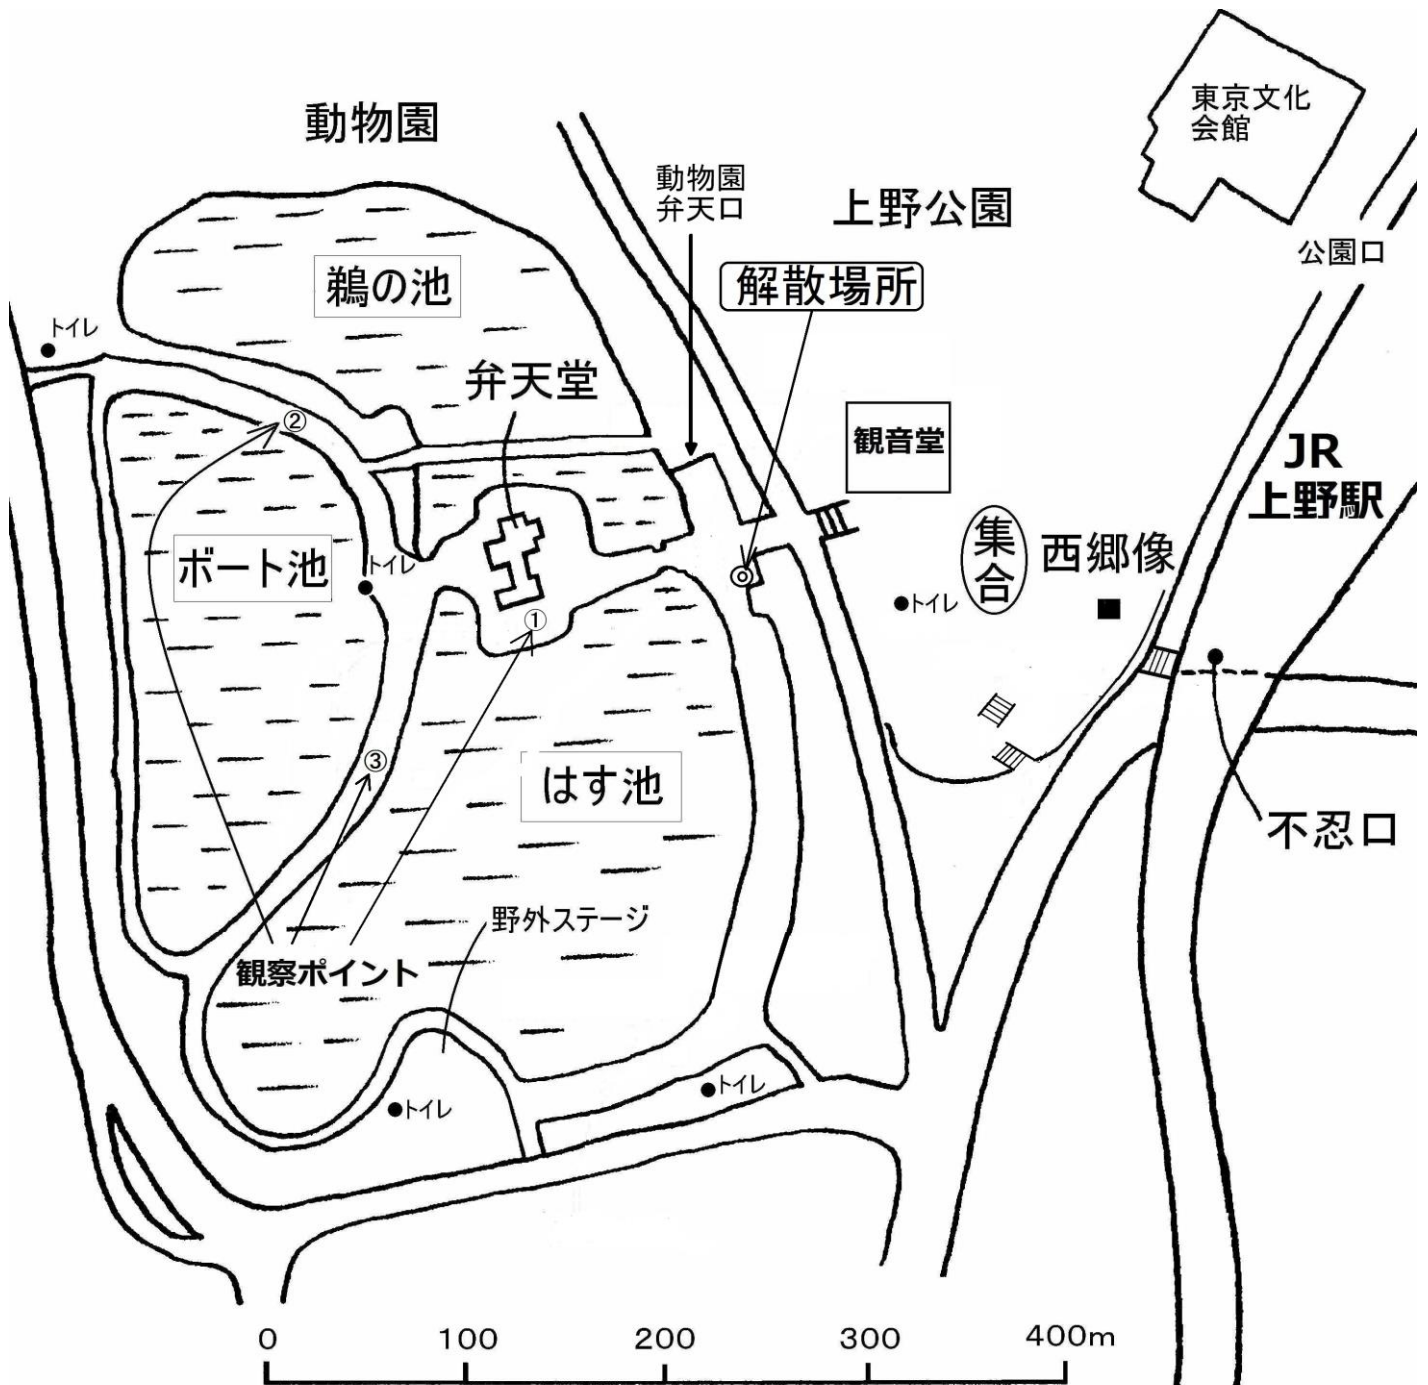 東京文化
会館
動物園
動物園
弁天口
上野公園
公園口
鵜の池
解散場所
トイレ
弁天堂
②
観音堂
JR
上野駅
集合
西郷像
ボート池
トイレ
トイレ
①
③
はす池
不忍口
野外ステージ
観察ポイント
トイレ
トイレ
0 100 200 300 400m